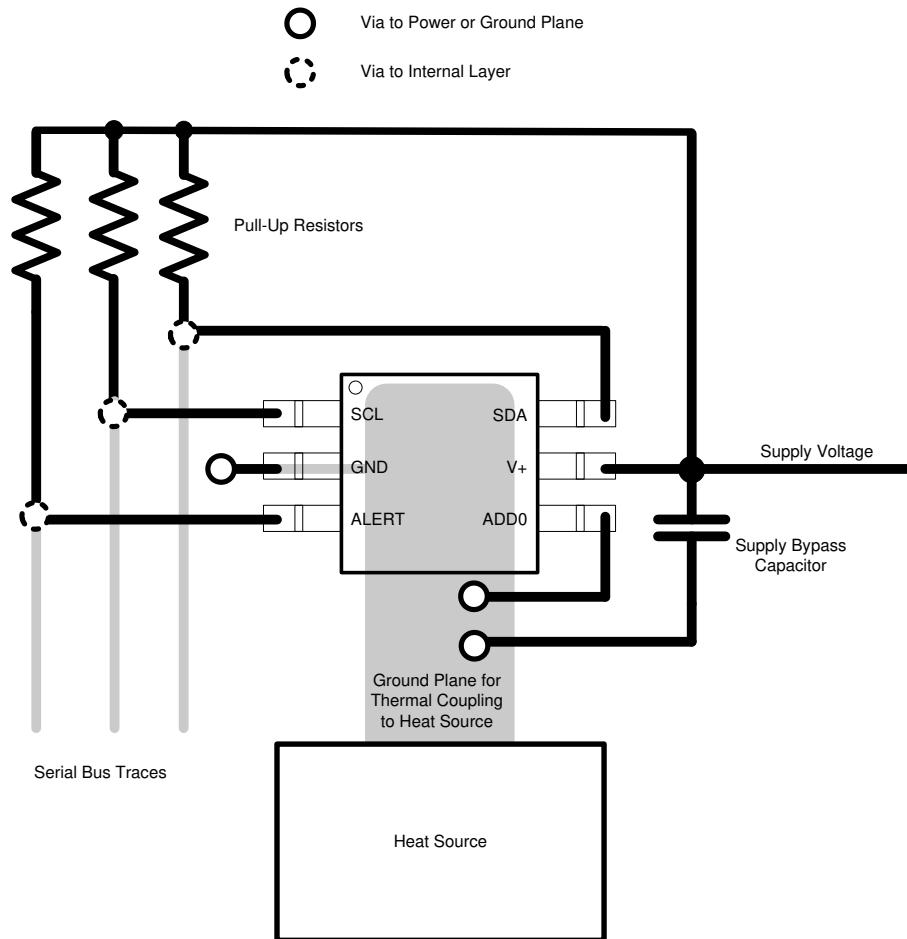 Via to Power or Ground Plane
Via to Internal Layer
Pull-Up Resistors
SCL
SDA
GND
V+
ALERT
ADD0
Supply Voltage
Supply Bypass
Capacitor
Ground Plane for
Thermal Coupling
to Heat Source
Serial Bus Traces
Heat Source